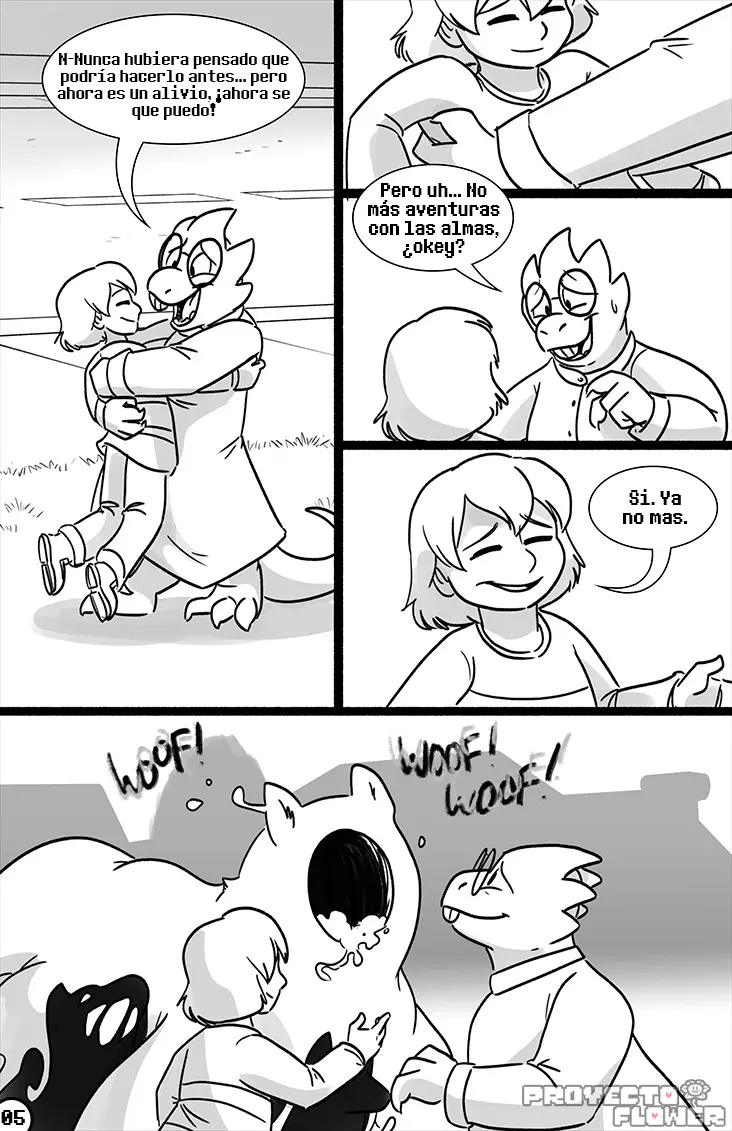 N-Nunca hubiera pensado que
podría hacerlo antes... pero
ahora es un alivio, ¡ahora se
que puedo!
Pero uh... No
más aventuras
con las almas,
¿okey?
Si. Ya
no mas.
WOOF!
WOOF!
WOOF!
05
PROYECTO
FLOWER